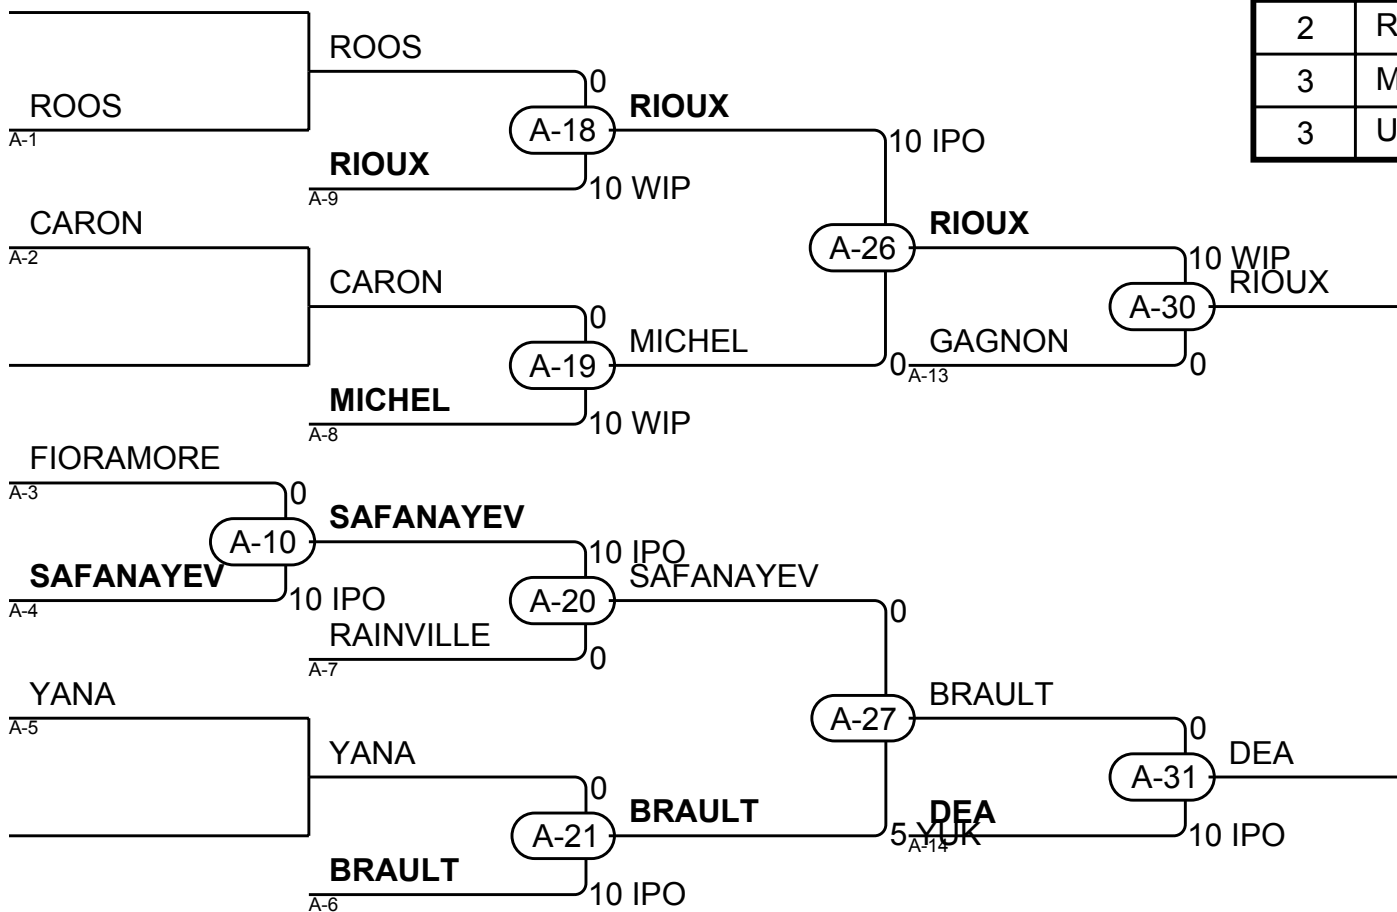 2 R
ROOS
0
ROOS
RIOUX
3 M
A-1
A-18
10 IPO
3 U
RIOUX
10 WIP
A-9
CARON
RIOUX
A-2
A-26
10 WIP
CARON
RIOUX
0
A-30
MICHEL
GAGNON
A-19
0
A-13
0
MICHEL
10 WIP
A-8
FIORAMORE
A-3
0
SAFANAYEV
A-10
10 IPO
SAFANAYEV
SAFANAYEV
A-4
10 IPO
A-20
0
RAINVILLE
A-7
0
YANA
BRAULT
A-5
A-27
0
YANA
DEA
0
A-31
BRAULT
DEA
A-21
5 YUK
A-14
10 IPO
BRAULT
10 IPO
A-6